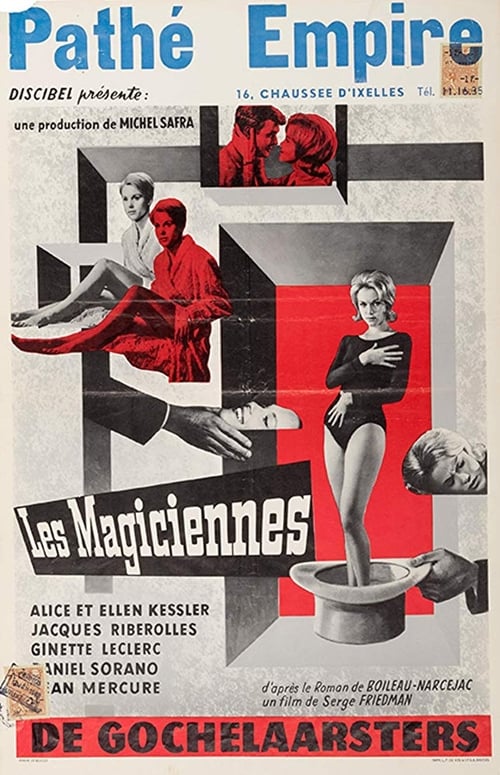 Pathé Empire
DISCIBEL présente:
16, CHAUSSEE D'IXELLES Tél. 11.16.35
une production de MICHEL SAFRA
Les Magiciennes
ALICE ET ELLEN KESSLER
JACQUES RIBEROLLES
GINETTE LECLERC
DANIEL SORANO
JEAN MERCURE
d'après le Roman de BOILEAU-NARCEJAC
un film de Serge FRIEDMAN
DE GOCHELAARSTERS